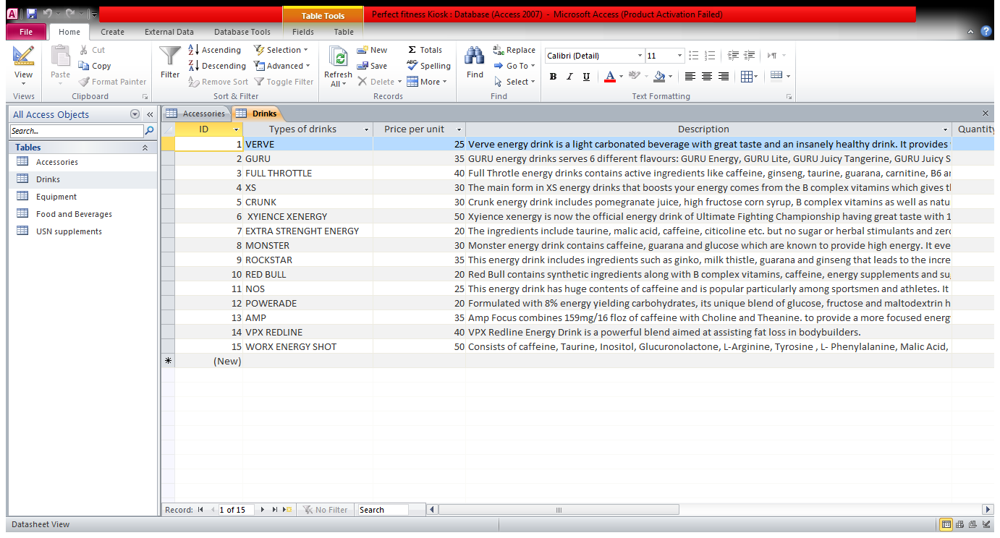 Table Tools
Perfect fitness Kiosk : Database (Access 2007) - Microsoft Access (Product Activation Failed)
File Home Create External Data Database Tools Fields Table
View
Views
Paste
Cut
Copy
Format Painter
Clipboard
Filter
Ascending
Descending
Remove Sort
Selection
Advanced
Toggle Filter
Sort & Filter
Refresh
All
New
Save
Delete
Totals
Spelling
More
Records
Find
Replace
Go To
Select
Find
Calibri (Detail) 11
Text Formatting
All Access Objects
Search...
Tables
Accessories
Drinks
Equipment
Food and Beverages
USN supplements
Accessories Drinks
ID Types of drinks Price per unit Description Quantity
1 VERVE 25 Verve energy drink is a light carbonated beverage with great taste and an insanely healthy drink. It provides
2 GURU 35 GURU energy drinks serves 6 different flavours: GURU Energy, GURU Lite, GURU Juicy Tangerine, GURU Juicy S
3 FULL THROTTLE 40 Full Throtle energy drinks contains active ingredients like caffeine, ginseng, taurine, guarana, carnitine, B6 a
4 XS 30 The main form in XS energy drinks that boosts your energy comes from the B complex vitamins which gives th
5 CRUNK 30 Crunk energy drink includes pomegranate juice, high fructose corn syrup, B complex vitamins as well as natu
6 XYIENCE XENERGY 50 Xyience xenergy is now the official energy drink of Ultimate Fighting Championship having great taste with 1
7 EXTRA STRENGHT ENERGY 20 The ingredients include taurine, malic acid, caffeine, citicoline etc. but no sugar or herbal stimulants and zero
8 MONSTER 30 Monster energy drink contains caffeine, guarana and glucose which are known to provide high energy. It eve
9 ROCKSTAR 35 This energy drink includes ingredients such as ginko, milk thistle, guarana and ginseng that leads to the incre
10 RED BULL 20 Red Bull contains synthetic ingredients along with B complex vitamins, caffeine, energy supplements and su
11 NOS 25 This energy drink has huge contents of caffeine and is popular particularly among sportsmen and athletes. It
12 POWERADE 20 Formulated with 8% energy yielding carbohydrates, its unique blend of glucose, fructose and maltodextrin h
13 AMP 35 Amp Focus combines 159mg/16 floz of caffeine with Choline and Theanine. to provide a more focused energ
14 VPX REDLINE 40 VPX Redline Energy Drink is a powerful blend aimed at assisting fat loss in bodybuilders.
15 WORX ENERGY SHOT 50 Consists of caffeine, Taurine, Inositol, Glucuronolactone, L-Arginine, Tyrosine , L- Phenylalanine, Malic Acid,
(New)
Record: 1 of 15 No Filter Search
Datasheet View